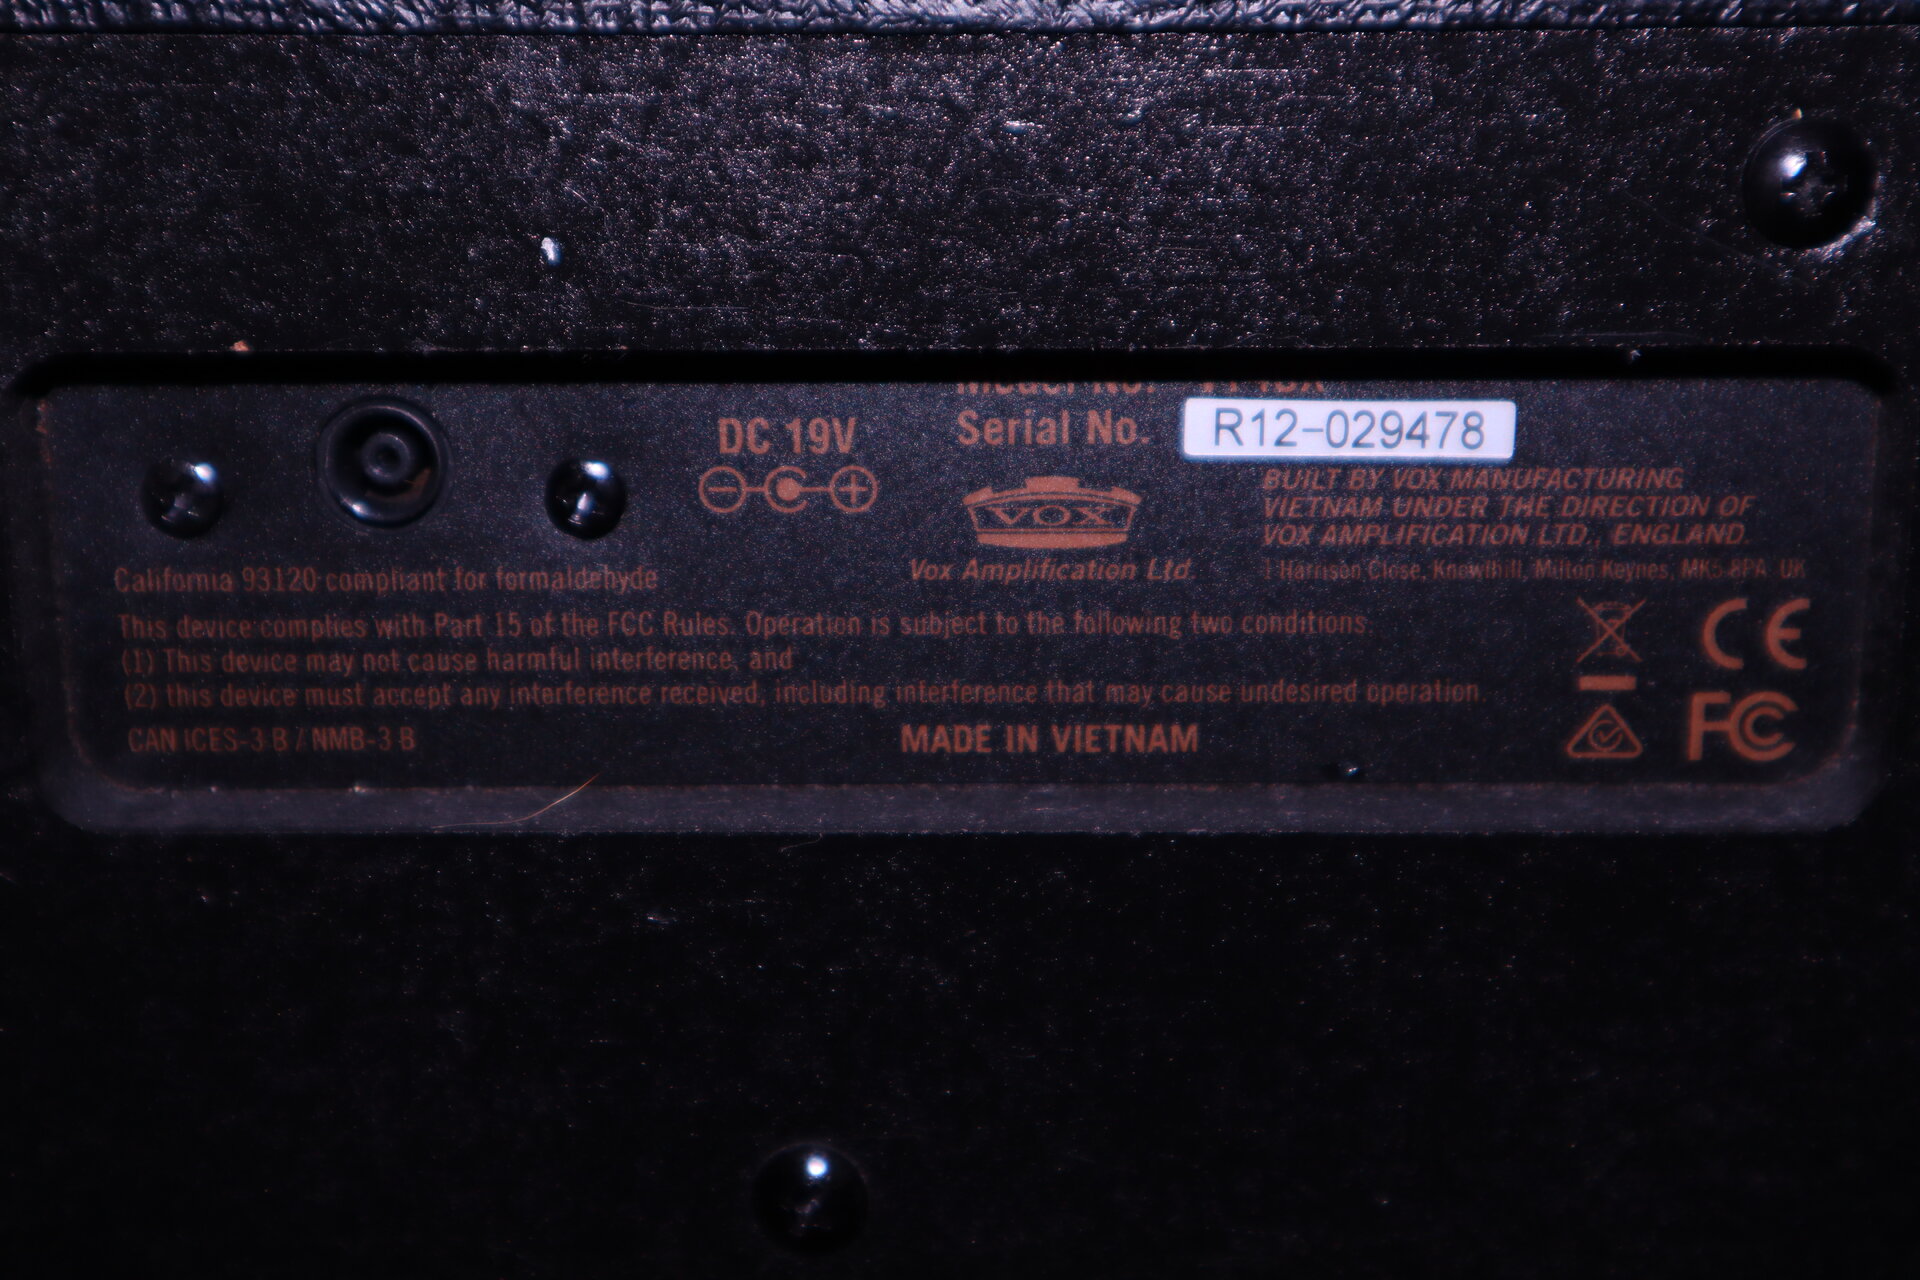 Model No. VT40X
Serial No. R12-029478
DC 19V
VOX
Vox Amplification Ltd.
BUILT BY VOX MANUFACTURING
VIETNAM UNDER THE DIRECTION OF
VOX AMPLIFICATION LTD., ENGLAND.
1 Harrison Close, Knowlhill, Milton Keynes, MK5 8PA UK
California 93120 compliant for formaldehyde
This device complies with Part 15 of the FCC Rules. Operation is subject to the following two conditions.
(1) This device may not cause harmful interference, and
(2) this device must accept any interference received, including interference that may cause undesired operation.
CAN ICES-3 B / NMB-3 B
MADE IN VIETNAM
CE
FC